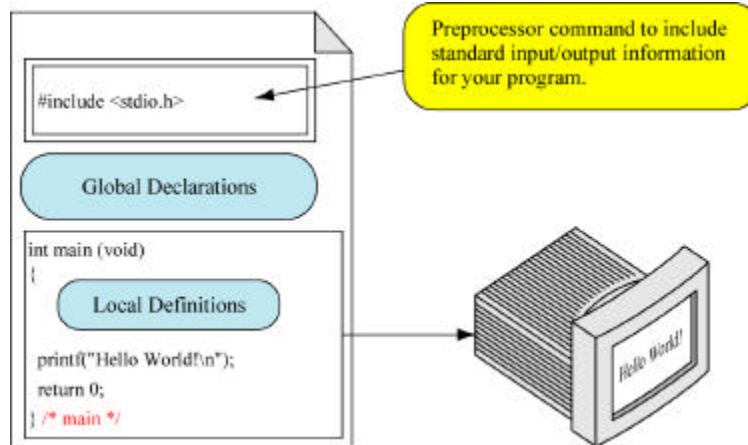 Preprocessor command to include
standard input/output information
for your program.
#include <stdio.h>
Global Declarations
int main (void)
{
Local Definitions
printf("Hello World!\n");
return 0;
} /* main */
Hello World!